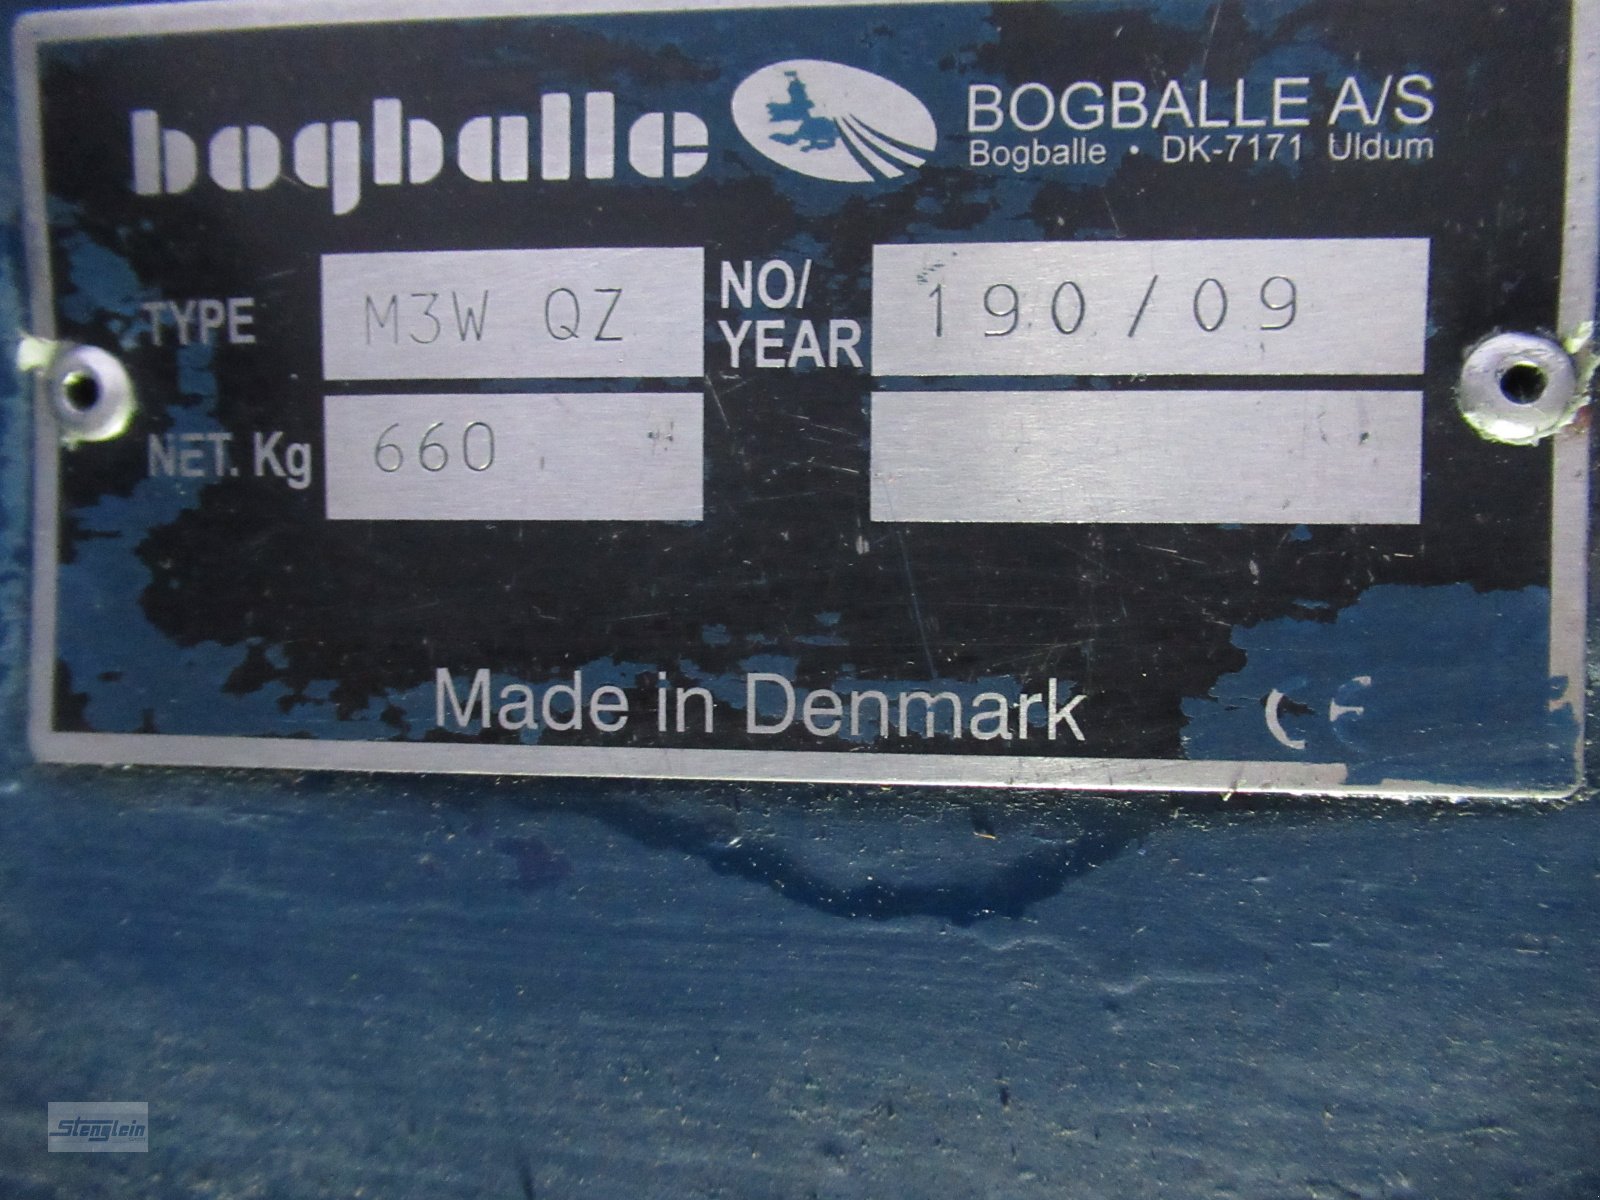 bogballe
BOGBALLE A/S
Bogballe • DK-7171 Uldum
TYPE M3W QZ
NO/
YEAR 190/09
NET. Kg 660
Made in Denmark
CE
Stenglein